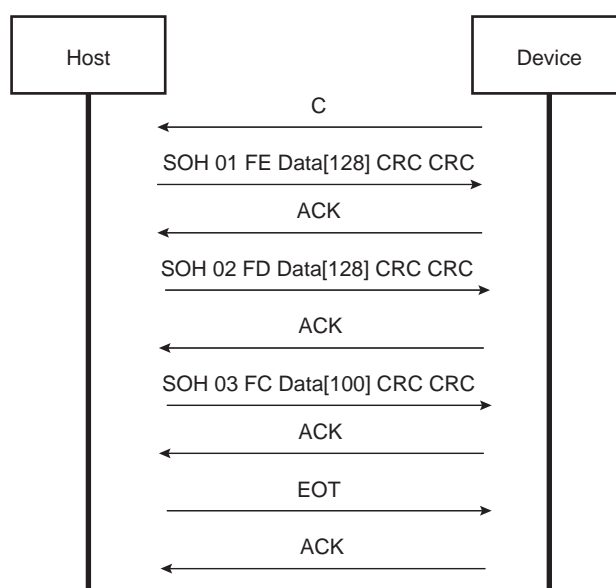 Host
Device
C
SOH 01 FE Data[128] CRC CRC
ACK
SOH 02 FD Data[128] CRC CRC
ACK
SOH 03 FC Data[100] CRC CRC
ACK
EOT
ACK